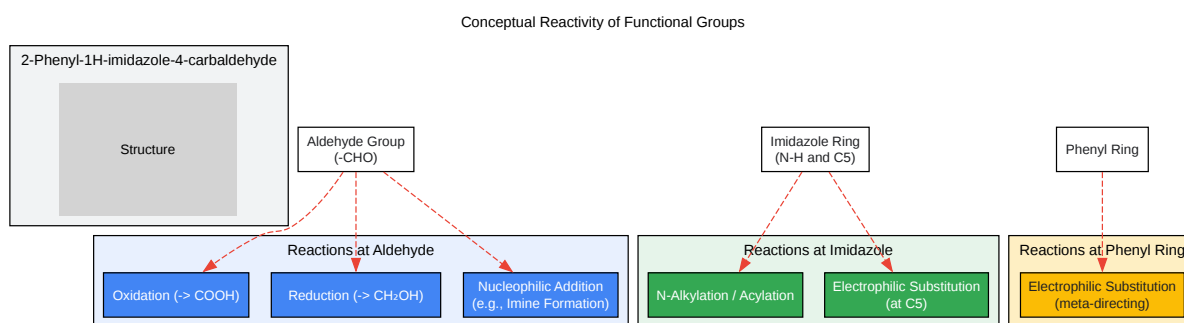 Conceptual Reactivity of Functional Groups
2-Phenyl-1H-imidazole-4-carbaldehyde
Structure
Aldehyde Group
(-CHO)
Imidazole Ring
(N-H and C5)
Phenyl Ring
Reactions at Aldehyde
Oxidation (-> COOH)
Reduction (-> CH₂OH)
Nucleophilic Addition
(e.g., Imine Formation)
Reactions at Imidazole
N-Alkylation / Acylation
Electrophilic Substitution
(at C5)
Reactions at Phenyl Ring
Electrophilic Substitution
(meta-directing)